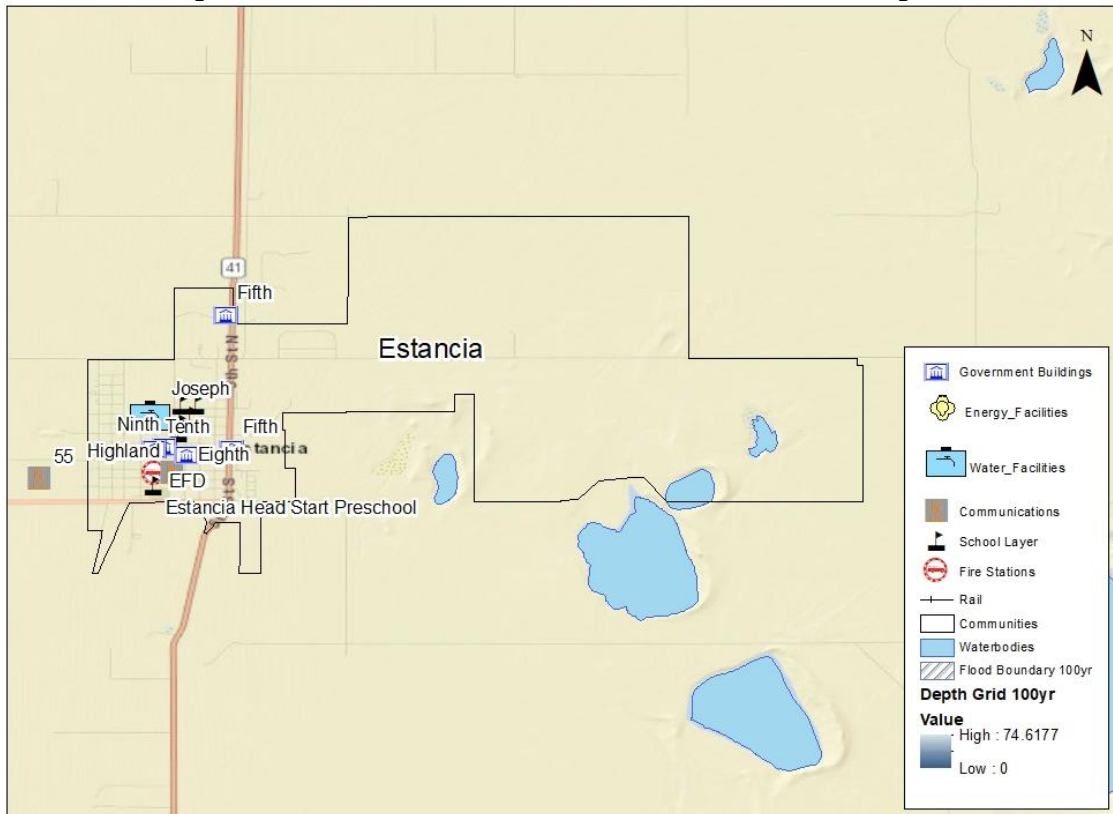 N
41
Fifth
5th St N
Estancia
Joseph
Ninth
Tenth
Fifth
Highland
Eighth
stancia
55
EFD
Estancia Head Start Preschool
Government Buildings
Energy_Facilities
Water_Facilities
Communications
School Layer
Fire Stations
Rail
Communities
Waterbodies
Flood Boundary 100yr
Depth Grid 100yr
Value
High : 74.6177
Low : 0